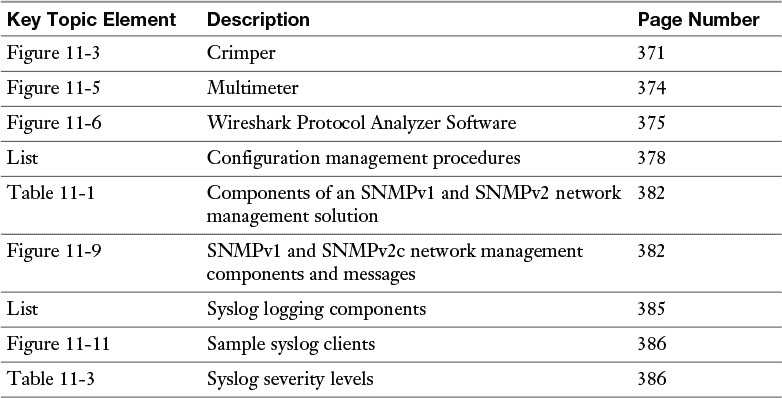 Key Topic Element Description Page Number
Figure 11-3 Crimper 371
Figure 11-5 Multimeter 374
Figure 11-6 Wireshark Protocol Analyzer Software 375
List Configuration management procedures 378
Table 11-1 Components of an SNMPv1 and SNMPv2 network 382
management solution
Figure 11-9 SNMPv1 and SNMPv2c network management 382
components and messages
List Syslog logging components 385
Figure 11-11 Sample syslog clients 386
Table 11-3 Syslog severity levels 386